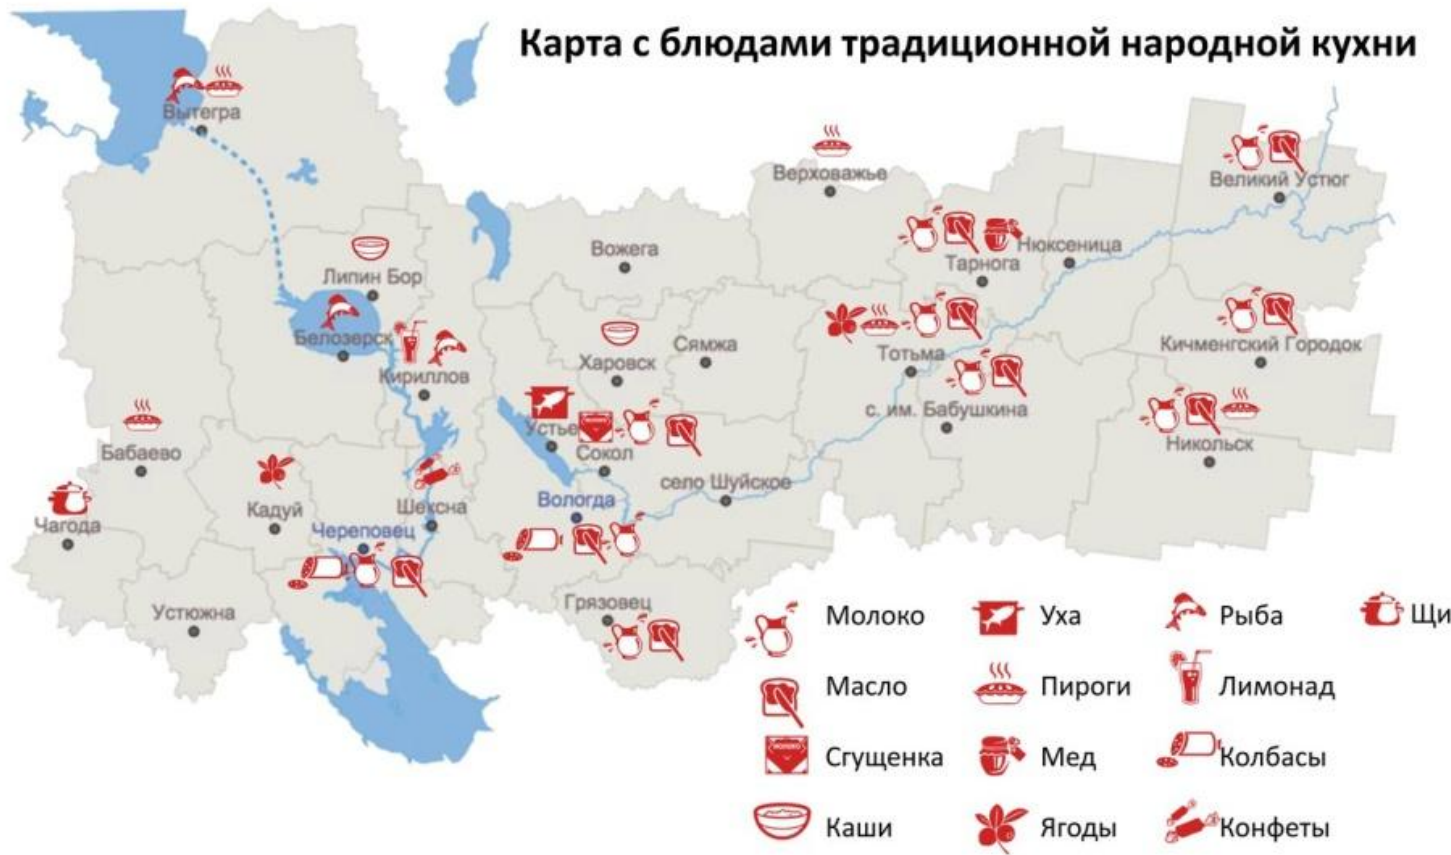 Карта с блюдами традиционной народной кухни
Вытегра
Верховажье
Великий Устюг
Вожега
Нюксеница
Тарнога
Липин Бор
Белозерск
Кириллов
Харовск
Сямжа
Тотьма
Кичменгский Городок
с. им. Бабушкина
Устье
Сокол
Никольск
Бабаево
село Шуйское
Чагода
Кадуй
Шексна
Вологда
Череповец
Устюжна
Грязовец
Молоко
Уха
Рыба
Щи
Масло
Пироги
Лимонад
Сгущенка
Мед
Колбасы
Каши
Ягоды
Конфеты